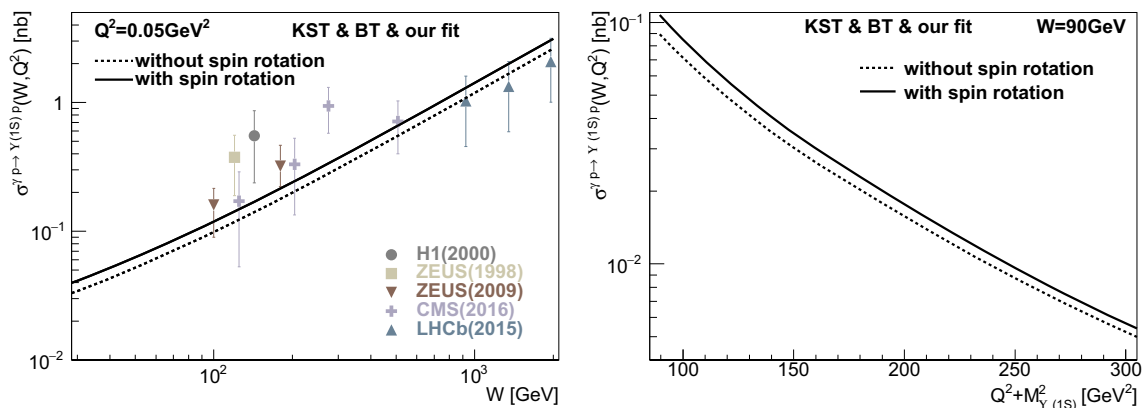 Q²=0.05GeV² KST & BT & our fit
without spin rotation
with spin rotation
σ^{γ p→ Υ (1S) p}(W,Q²) [nb]
1
10⁻¹
10⁻²
H1(2000)
ZEUS(1998)
ZEUS(2009)
CMS(2016)
LHCb(2015)
10² 10³
W [GeV]
KST & BT & our fit W=90GeV
without spin rotation
with spin rotation
σ^{γ p→ Υ (1S) p}(W,Q²) [nb]
10⁻¹
10⁻²
100 150 200 250 300
Q²+M²_{Υ (1S)} [GeV²]